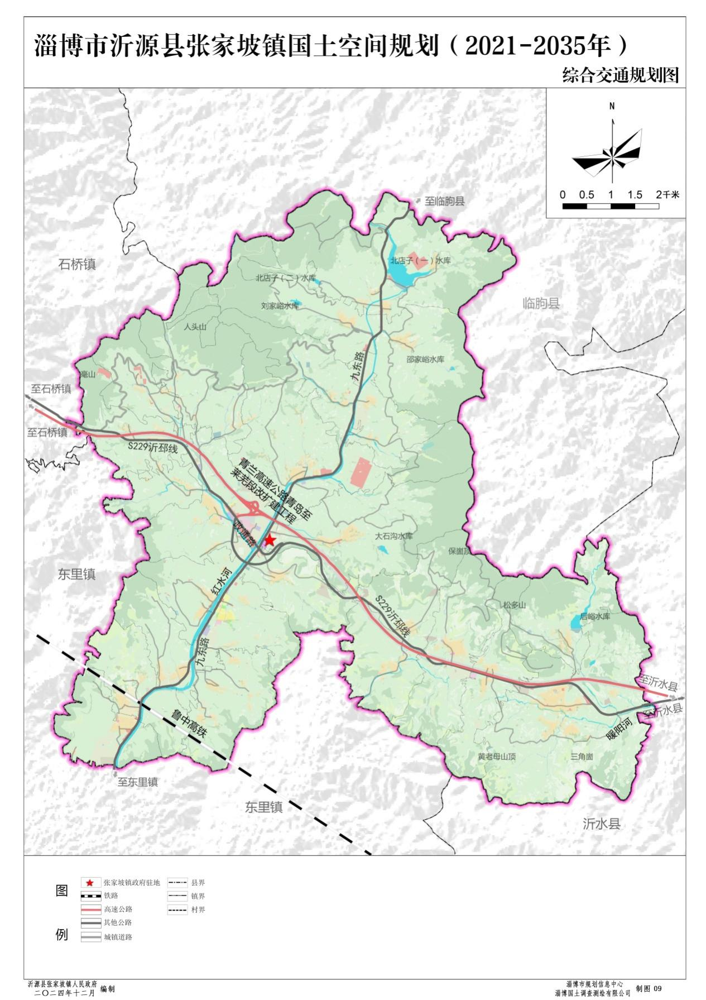 淄博市沂源县张家坡镇国土空间规划（2021-2035年）
综合交通规划图
N
0 0.5 1 1.5 2千米
至临朐县
石桥镇
北店子（一）水库
北店子（二）水库
刘家峪水库
临朐县
人头山
九东路
邵家峪水库
亳山
至石桥镇
至石桥镇
S229沂邳线
青兰高速公路青岛至
莱芜段改扩建工程
政通路
大石沟水库
保崮顶
东里镇
红水河
S229沂邳线
松多山
后峪水库
九东路
至沂水县
至沂水县
鲁中高铁
暖阳河
黄老母山顶
三角崮
至东里镇
东里镇
沂水县
图
例
张家坡镇政府驻地
铁路
高速公路
其他公路
城镇道路
县界
镇界
村界
沂源县张家坡镇人民政府
二〇二四年十二月
编制
淄博市规划信息中心
淄博国土调查测绘有限公司
制图 09